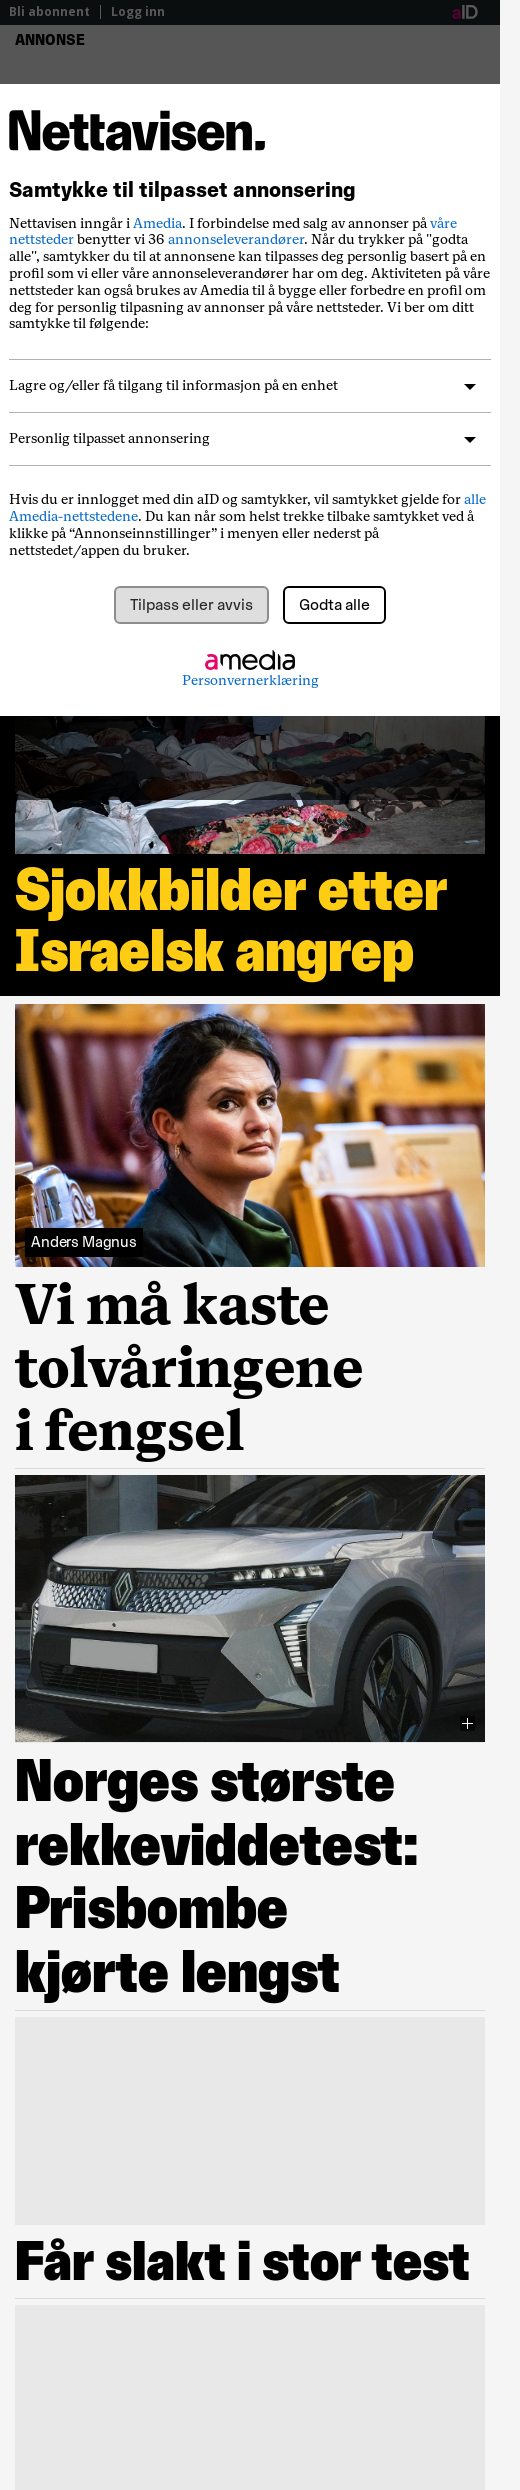 Bli abonnent | Logg inn
aID
ANNONSE
Nettavisen.
Samtykke til tilpasset annonsering
Nettavisen inngår i Amedia. I forbindelse med salg av annonser på våre
nettsteder benytter vi 36 annonseleverandører. Når du trykker på "godta
alle", samtykker du til at annonsene kan tilpasses deg personlig basert på en
profil som vi eller våre annonseleverandører har om deg. Aktiviteten på våre
nettsteder kan også brukes av Amedia til å bygge eller forbedre en profil om
deg for personlig tilpasning av annonser på våre nettsteder. Vi ber om ditt
samtykke til følgende:
Lagre og/eller få tilgang til informasjon på en enhet
Personlig tilpasset annonsering
Hvis du er innlogget med din aID og samtykker, vil samtykket gjelde for alle
Amedia-nettstedene. Du kan når som helst trekke tilbake samtykket ved å
klikke på “Annonseinnstillinger” i menyen eller nederst på
nettstedet/appen du bruker.
Tilpass eller avvis
Godta alle
amedia
Personvernerklæring
Sjokkbilder etter
Israelsk angrep
Anders Magnus
Vi må kaste
tolvåringene
i fengsel
Norges største
rekkeviddetest:
Prisbombe
kjørte lengst
Får slakt i stor test